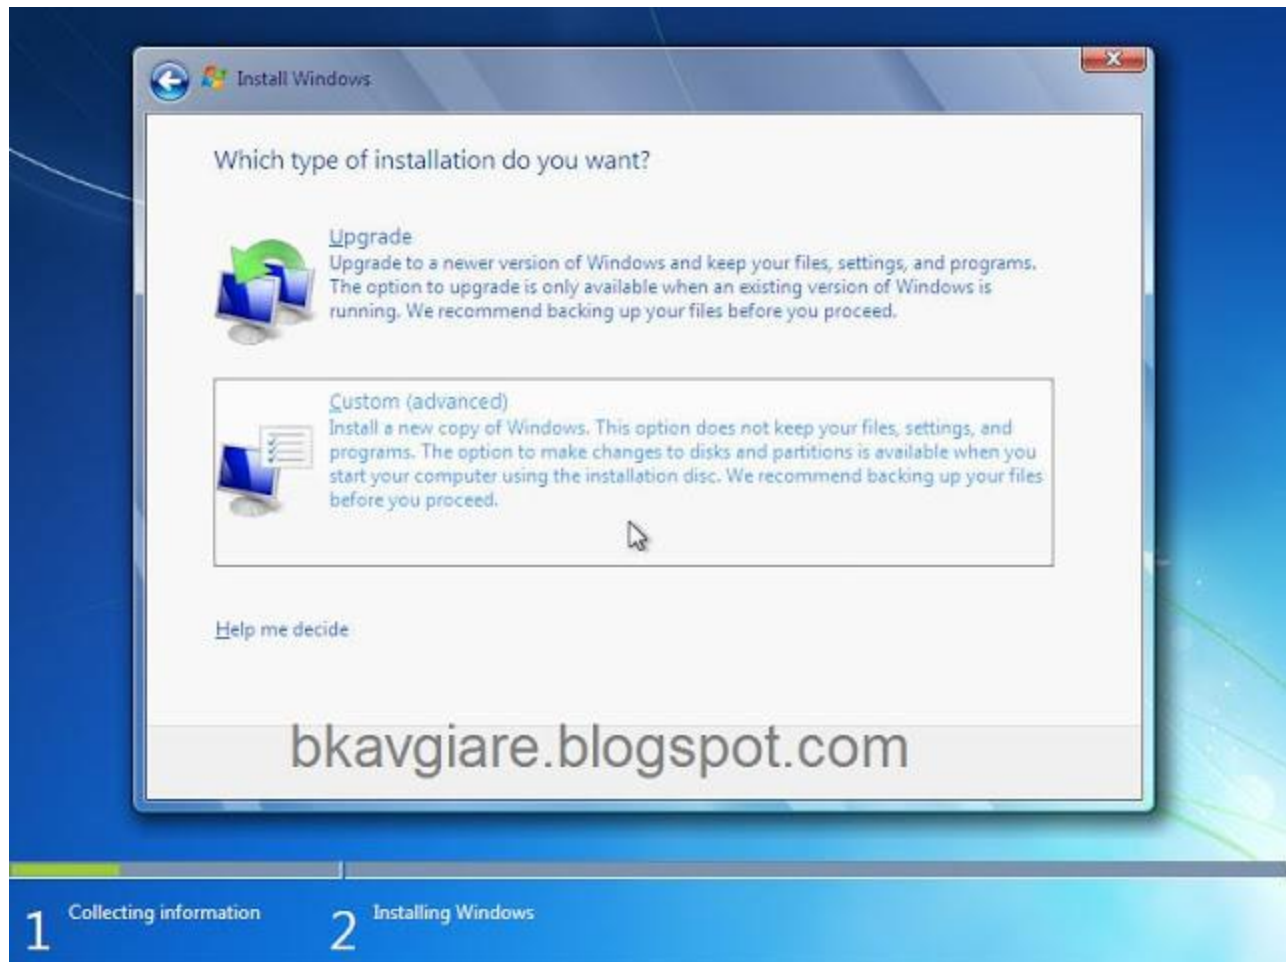 Install Windows
Which type of installation do you want?
Upgrade
Upgrade to a newer version of Windows and keep your files, settings, and programs.
The option to upgrade is only available when an existing version of Windows is
running. We recommend backing up your files before you proceed.
Custom (advanced)
Install a new copy of Windows. This option does not keep your files, settings, and
programs. The option to make changes to disks and partitions is available when you
start your computer using the installation disc. We recommend backing up your files
before you proceed.
Help me decide
bkavgiare.blogspot.com
1 Collecting information
2 Installing Windows